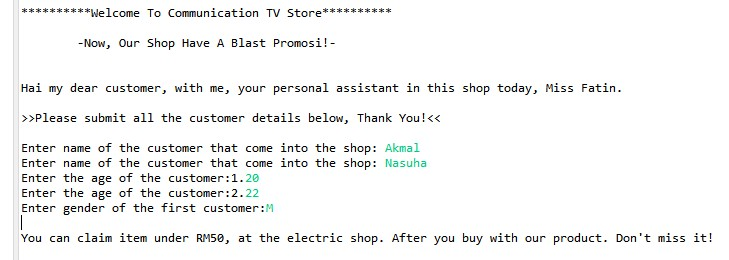 **********Welcome To Communication TV Store**********
-Now, Our Shop Have A Blast Promosi!-
Hai my dear customer, with me, your personal assistant in this shop today, Miss Fatin.
>>Please submit all the customer details below, Thank You!<<
Enter name of the customer that come into the shop: Akmal
Enter name of the customer that come into the shop: Nasuha
Enter the age of the customer:1.20
Enter the age of the customer:2.22
Enter gender of the first customer:M
You can claim item under RM50, at the electric shop. After you buy with our product. Don't miss it!